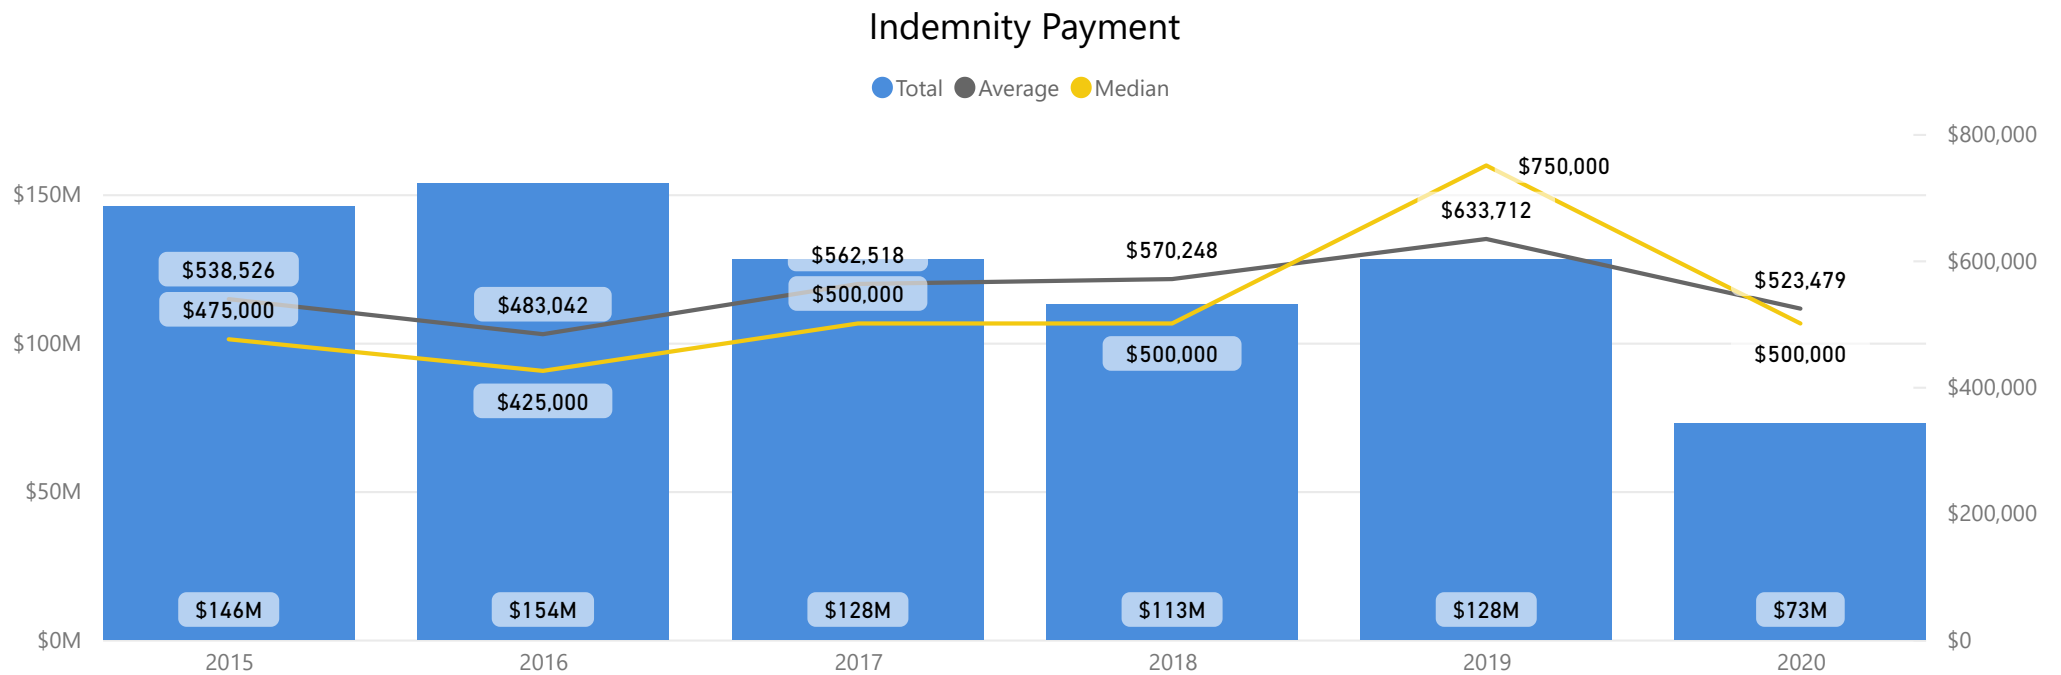 Indemnity Payment
Total Average Median
$800,000
$750,000
$150M
$633,712
$562,518
$570,248
$600,000
$538,526
$523,479
$500,000
$475,000
$483,042
$100M
$500,000
$500,000
$400,000
$425,000
$50M
$200,000
$146M
$154M
$128M
$113M
$128M
$73M
$0M
$0
2015 2016 2017 2018 2019 2020